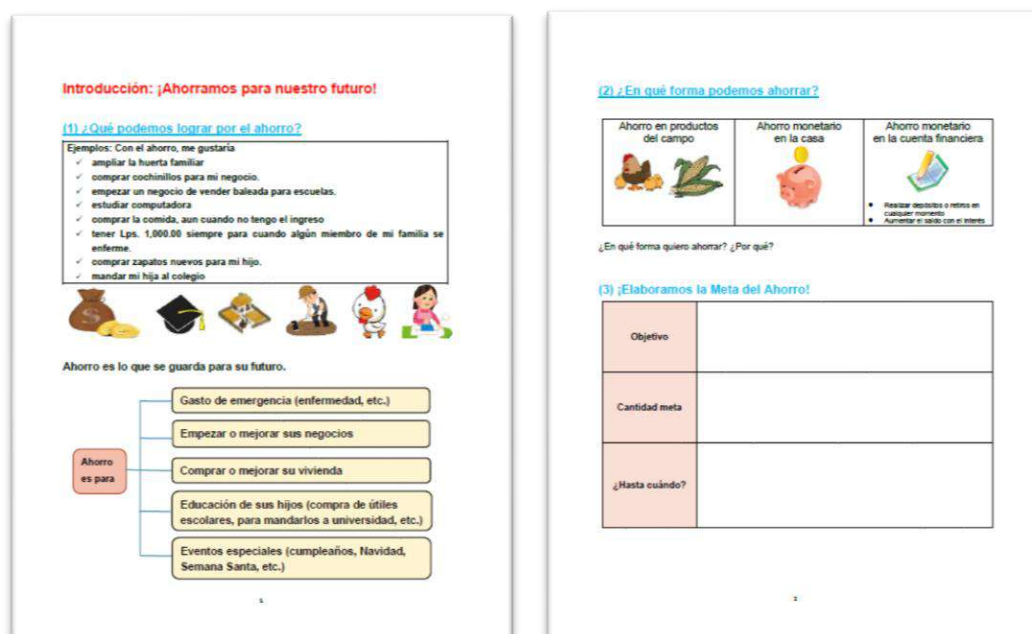 Introducción: ¡Ahorramos para nuestro futuro!
(1) ¿Qué podemos lograr por el ahorro?
Ejemplos: Con el ahorro, me gustaría
✓ ampliar la huerta familiar
✓ comprar cochinillos para mi negocio.
✓ empezar un negocio de vender baleada para escuelas.
✓ estudiar computadora
✓ comprar la comida, aun cuando no tengo el ingreso
✓ tener Lps. 1,000.00 siempre para cuando algún miembro de mi familia se
enferme.
✓ comprar zapatos nuevos para mi hijo.
✓ mandar mi hija al colegio
Ahorro es lo que se guarda para su futuro.
Ahorro
es para
Gasto de emergencia (enfermedad, etc.)
Empezar o mejorar sus negocios
Comprar o mejorar su vivienda
Educación de sus hijos (compra de útiles
escolares, para mandarlos a universidad, etc.)
Eventos especiales (cumpleaños, Navidad,
Semana Santa, etc.)
(2) ¿En qué forma podemos ahorrar?
Ahorro en productos
del campo
Ahorro monetario
en la casa
Ahorro monetario
en la cuenta financiera
• Realizar depósitos o retiros en
cualquier momento
• Aumentar el saldo con el interés
¿En qué forma quiero ahorrar? ¿Por qué?
(3) ¡Elaboramos la Meta del Ahorro!
Objetivo
Cantidad meta
¿Hasta cuándo?